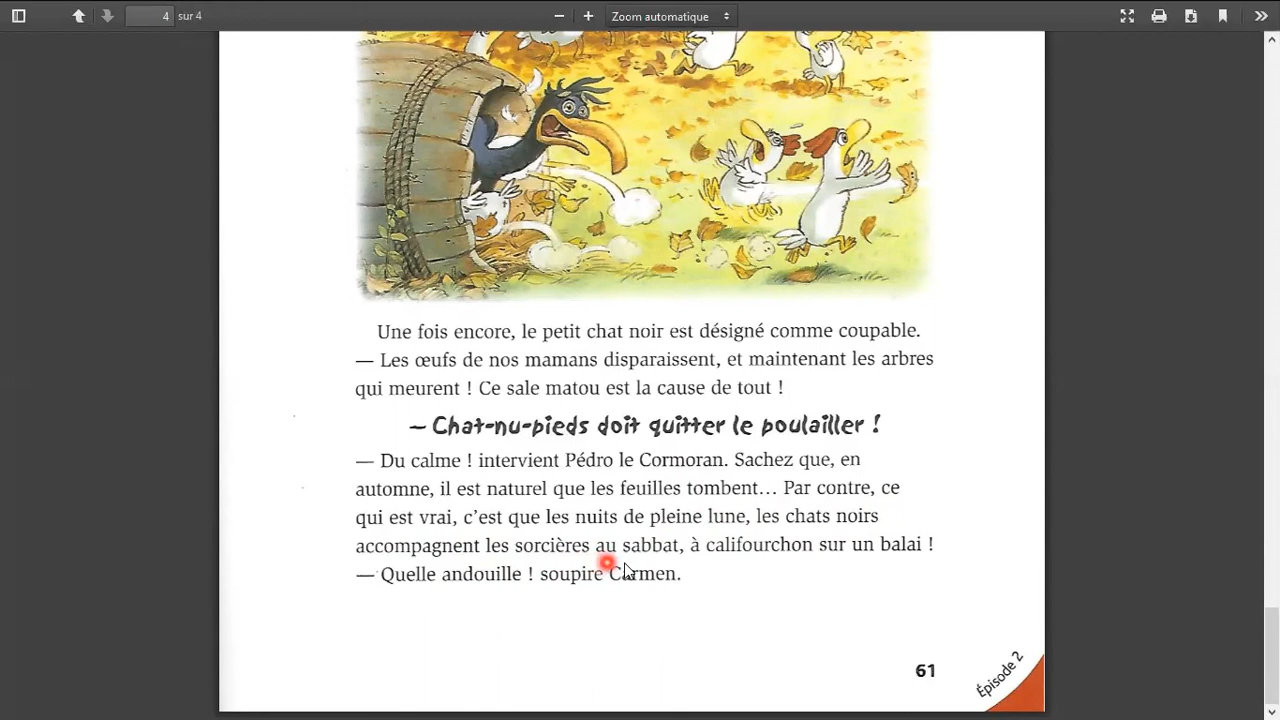 4 sur 4
Zoom automatique
Une fois encore, le petit chat noir est désigné comme coupable.
— Les œufs de nos mamans disparaissent, et maintenant les arbres
qui meurent ! Ce sale matou est la cause de tout !
— Chat-nu-pieds doit quitter le poulailler !
— Du calme ! intervient Pédro le Cormoran. Sachez que, en
automne, il est naturel que les feuilles tombent… Par contre, ce
qui est vrai, c’est que les nuits de pleine lune, les chats noirs
accompagnent les sorcières au sabbat, à califourchon sur un balai !
— Quelle andouille ! soupire Carmen.
61
Épisode 2